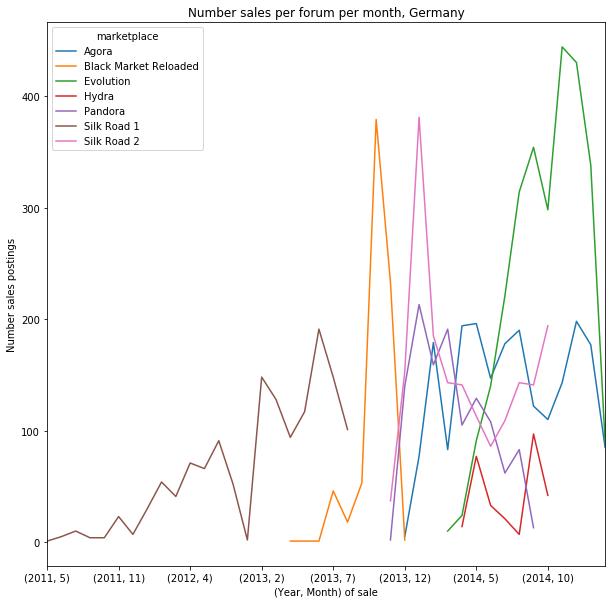 Number sales per forum per month, Germany
marketplace
Agora
Black Market Reloaded
Evolution
Hydra
Pandora
Silk Road 1
Silk Road 2
400
300
200
100
0
Number sales postings
(2011, 5)
(2011, 11)
(2012, 4)
(2013, 2)
(2013, 7)
(2013, 12)
(2014, 5)
(2014, 10)
(Year, Month) of sale